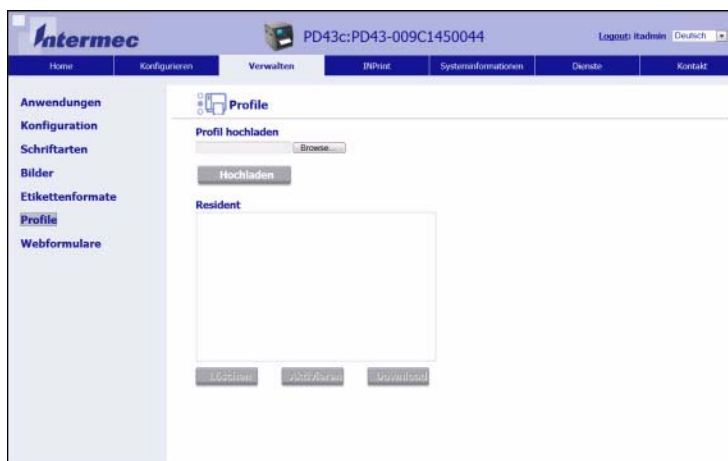 Intermec
PD43c:PD43-009C1450044
Logout: itadmin Deutsch
Home Konfigurieren Verwalten INPrint Systeminformationen Dienste Kontakt
Anwendungen
Konfiguration
Schriftarten
Bilder
Etikettenformate
Profile
Webformulare
Profile
Profil hochladen
Browse...
Hochladen
Resident
Löschen Aktivieren Download